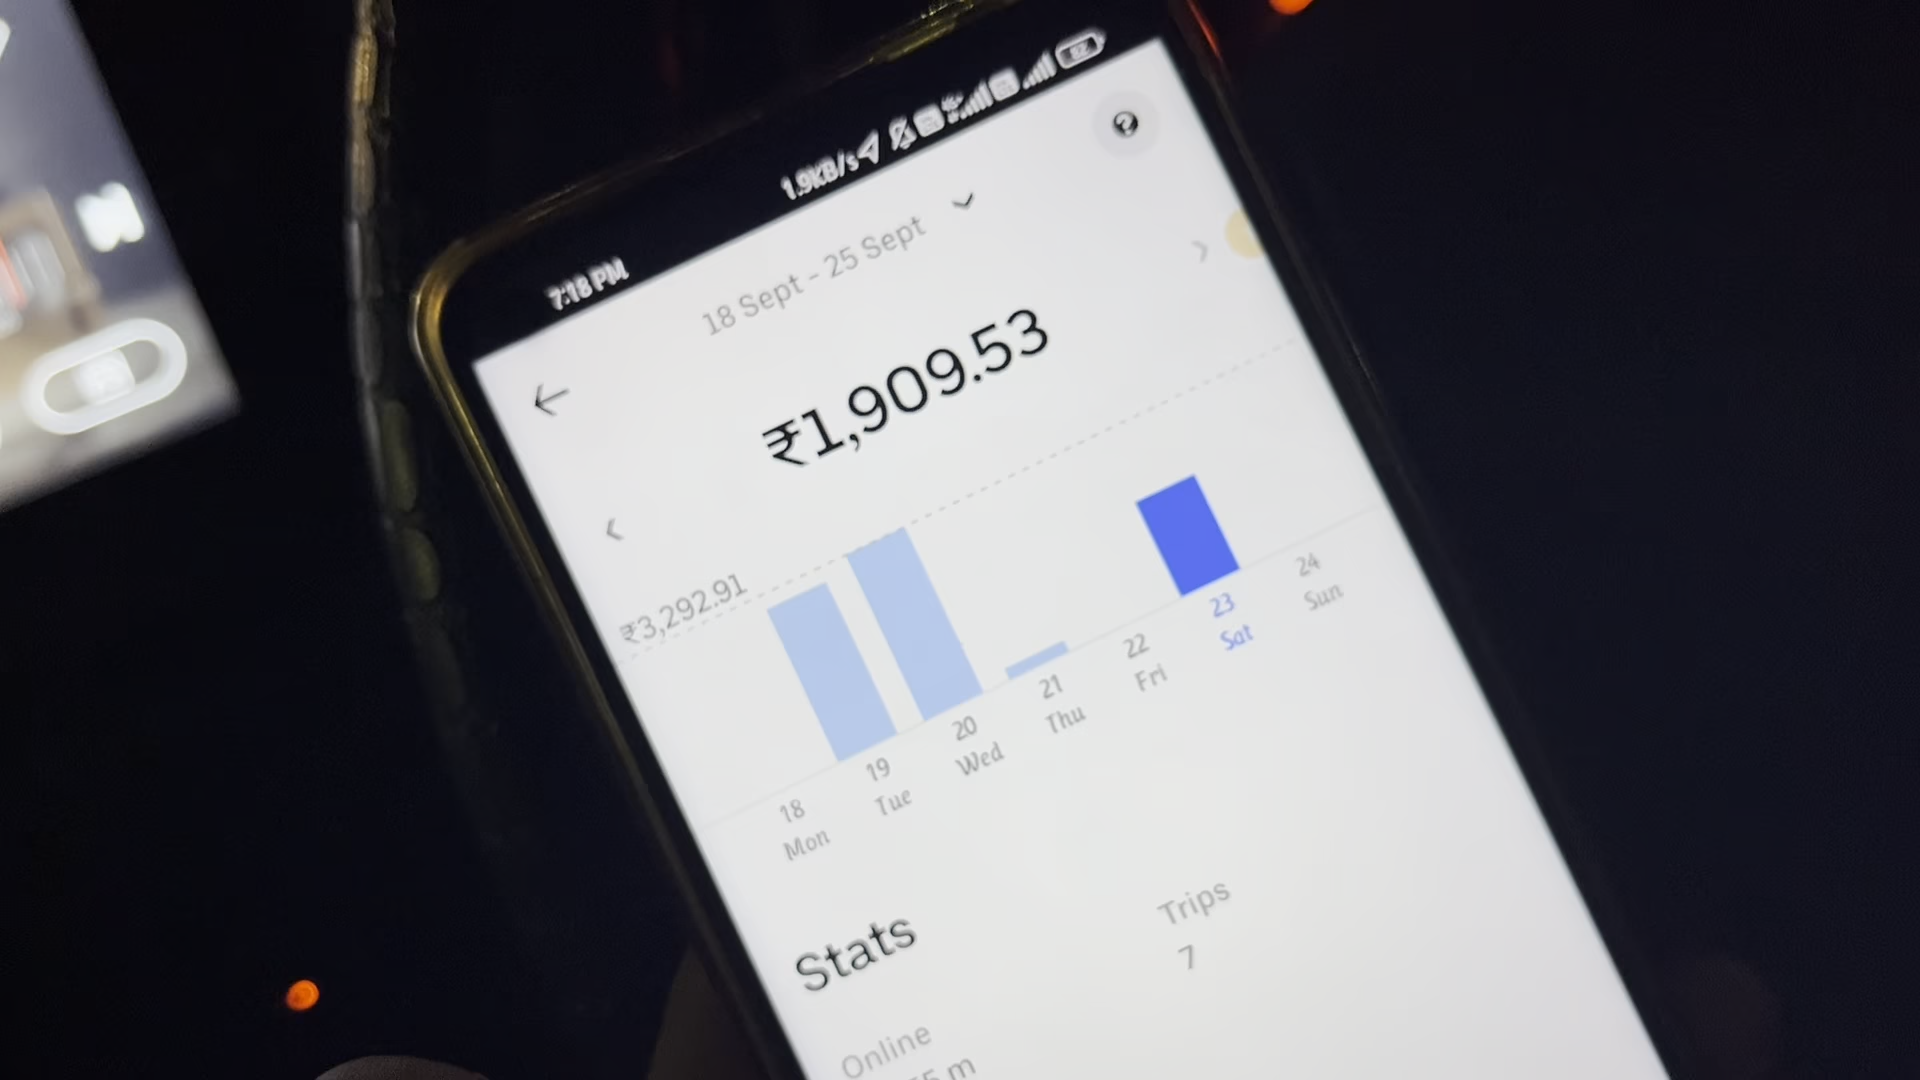 7:18 PM
1.9KB/s
18 Sept - 25 Sept
₹1,909.53
₹3,292.91
18 19 20 21 22 23 24
Mon Tue Wed Thu Fri Sat Sun
Stats
Trips
7
Online
m